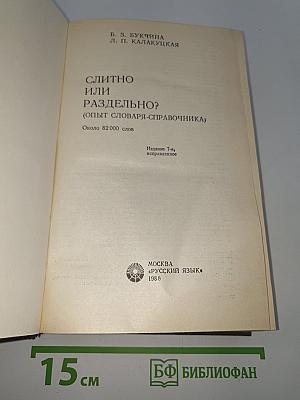 Б. З. БУКЧИНА
Л. П. КАЛАКУЦКАЯ
СЛИТНО
ИЛИ
РАЗДЕЛЬНО?
(ОПЫТ СЛОВАРЯ-СПРАВОЧНИКА)
Около 82 000 слов
Издание 7-е,
исправленное
МОСКВА
«РУССКИЙ ЯЗЫК»
1988
15 см
БФ БИБЛИОФАН